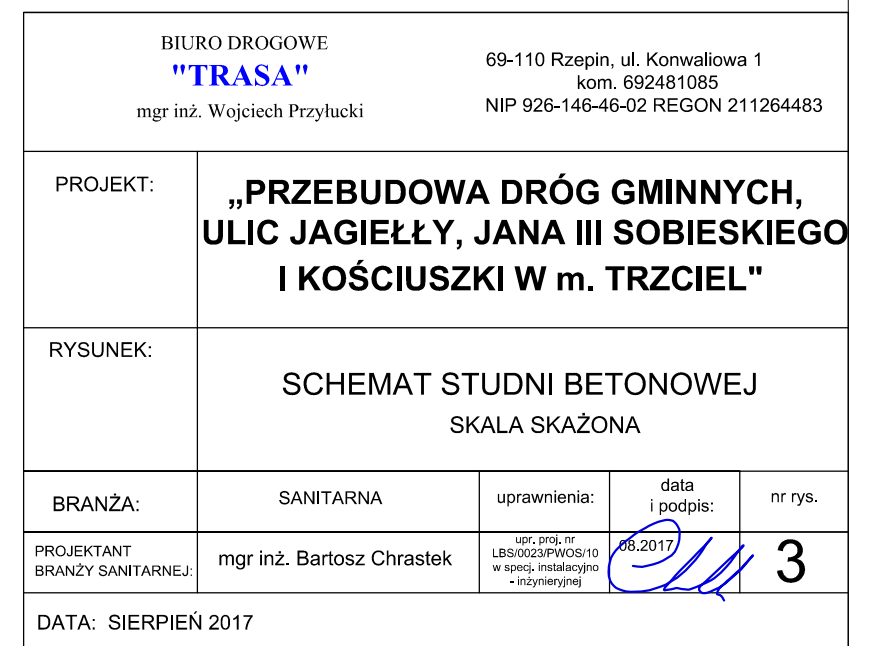 BIURO DROGOWE
"TRASA"
mgr inż. Wojciech Przyłucki
69-110 Rzepin, ul. Konwaliowa 1
kom. 692481085
NIP 926-146-46-02 REGON 211264483
PROJEKT:
„PRZEBUDOWA DRÓG GMINNYCH,
ULIC JAGIEŁŁY, JANA III SOBIESKIEGO
I KOŚCIUSZKI W m. TRZCIEL"
RYSUNEK:
SCHEMAT STUDNI BETONOWEJ
SKALA SKAŻONA
BRANŻA:
SANITARNA
uprawnienia:
data
i podpis:
nr rys.
PROJEKTANT
BRANŻY SANITARNEJ:
mgr inż. Bartosz Chrastek
upr. proj. nr
LBS/0023/PWOS/10
w specj. instalacyjno
- inżynieryjnej
08.2017
3
DATA: SIERPIEŃ 2017